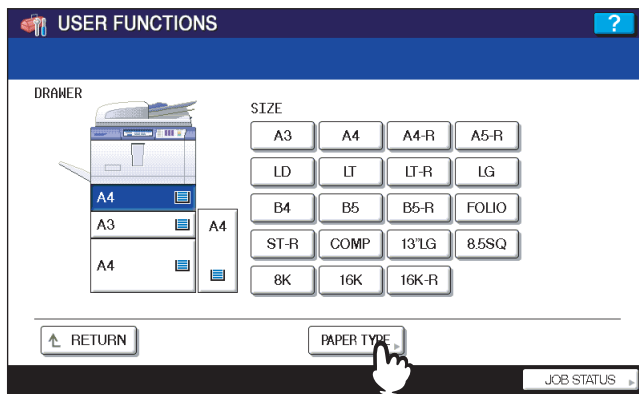 USER FUNCTIONS
?
DRAWER
SIZE
A3 A4 A4-R A5-R
LD LT LT-R LG
B4 B5 B5-R FOLIO
ST-R COMP 13"LG 8.5SQ
8K 16K 16K-R
A4
A3
A4
A4
RETURN
PAPER TYPE
JOB STATUS